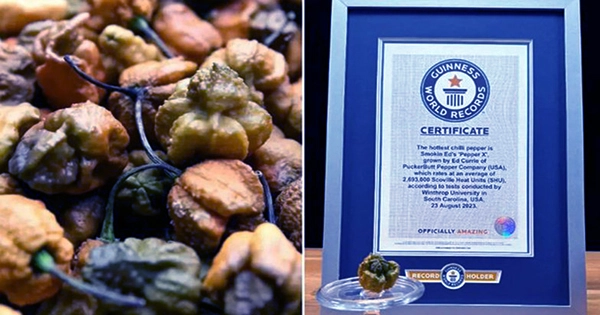 GUINNESS
WORLD RECORDS
CERTIFICATE
The hottest chilli pepper is
Smokin Ed's 'Pepper X',
grown by Ed Currie of
PuckerButt Pepper Company (USA),
which rates at an average of
2,693,000 Scoville Heat Units (SHU),
according to tests conducted by
Winthrop University in
South Carolina, USA.
23 August 2023.
OFFICIALLY AMAZING
RECORD HOLDER